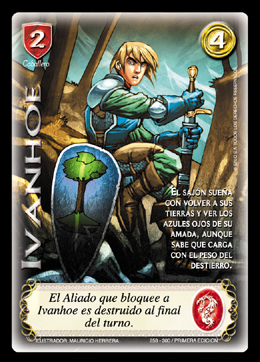 2
Caballero
4
IVANHOE
EL SAJÓN SUEÑA
CON VOLVER A SUS
TIERRAS Y VER LOS
AZULES OJOS DE SU
AMADA, AUNQUE
SABE QUE CARGA
CON EL PESO DEL
DESTIERRO.
El Aliado que bloquee a
Ivanhoe es destruido al final
del turno.
ILUSTRADOR: MAURICIO HERRERA
PRIMERA EDICION